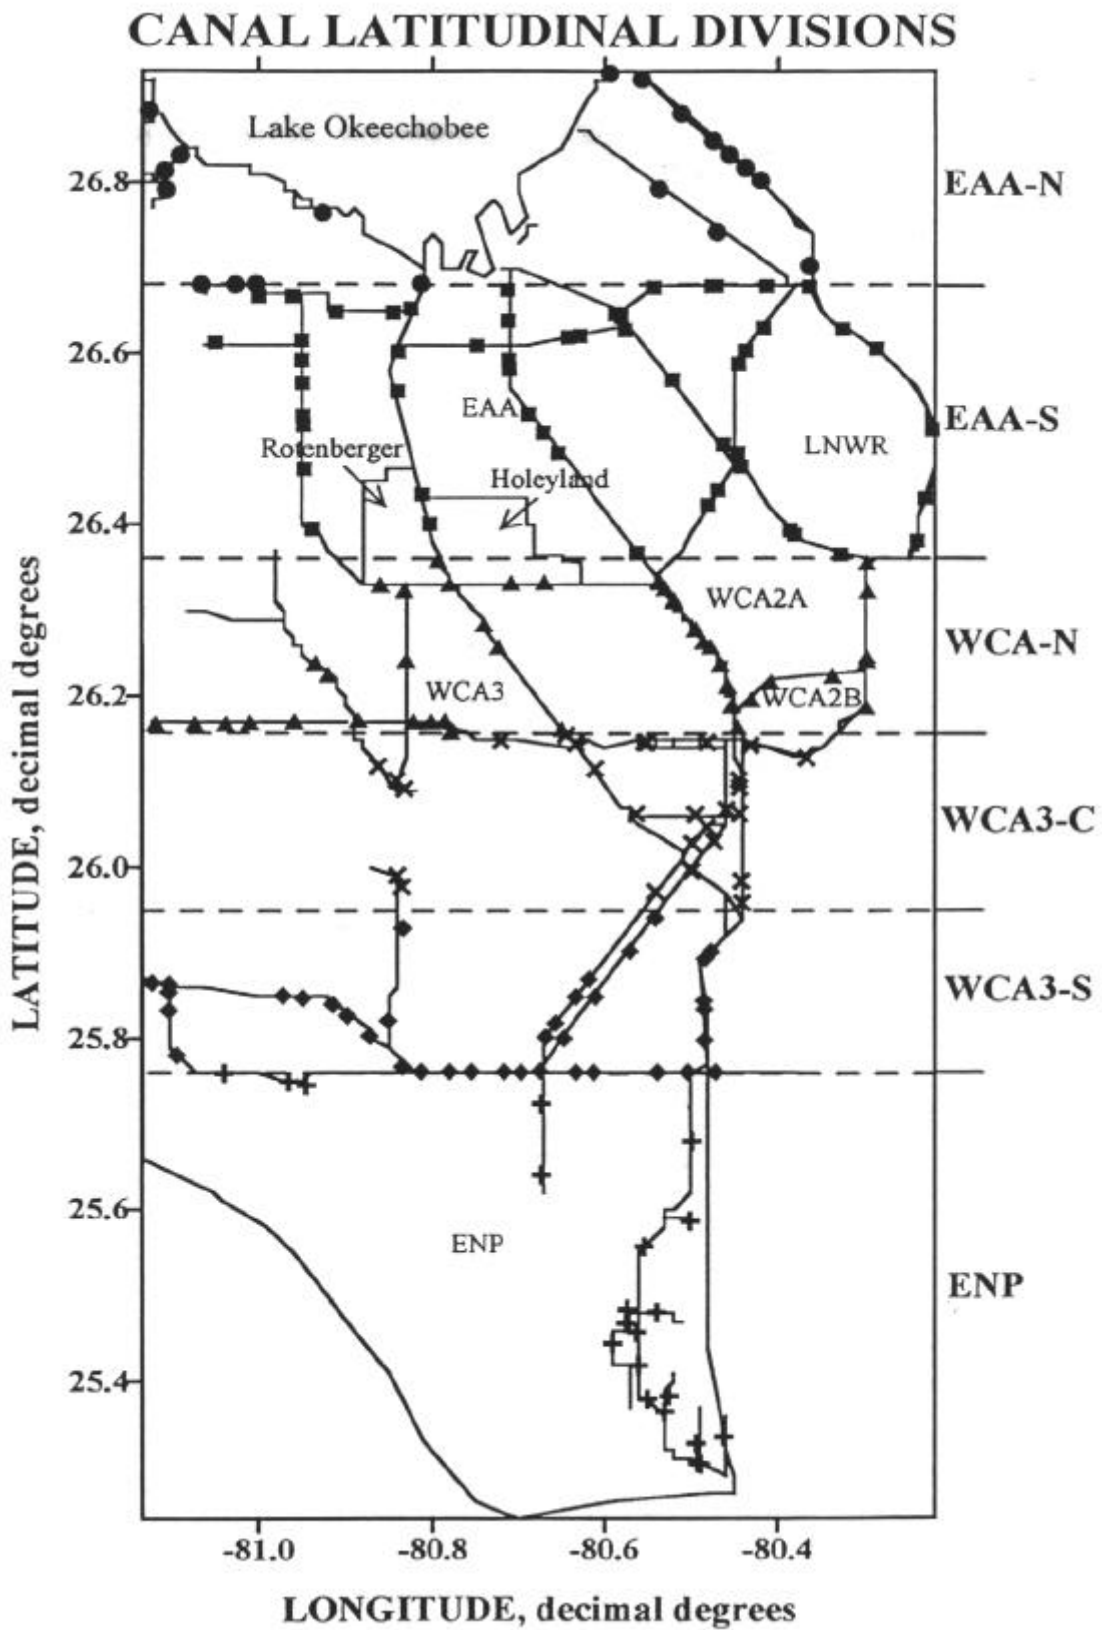 CANAL LATITUDINAL DIVISIONS
Lake Okeechobee
26.8
EAA-N
26.6
EAA
EAA-S
Rotenberger
LNWR
Holeyland
26.4
WCA2A
WCA-N
WCA3
WCA2B
26.2
WCA3-C
26.0
WCA3-S
25.8
25.6
ENP
ENP
25.4
LATITUDE, decimal degrees
-81.0
-80.8
-80.6
-80.4
LONGITUDE, decimal degrees